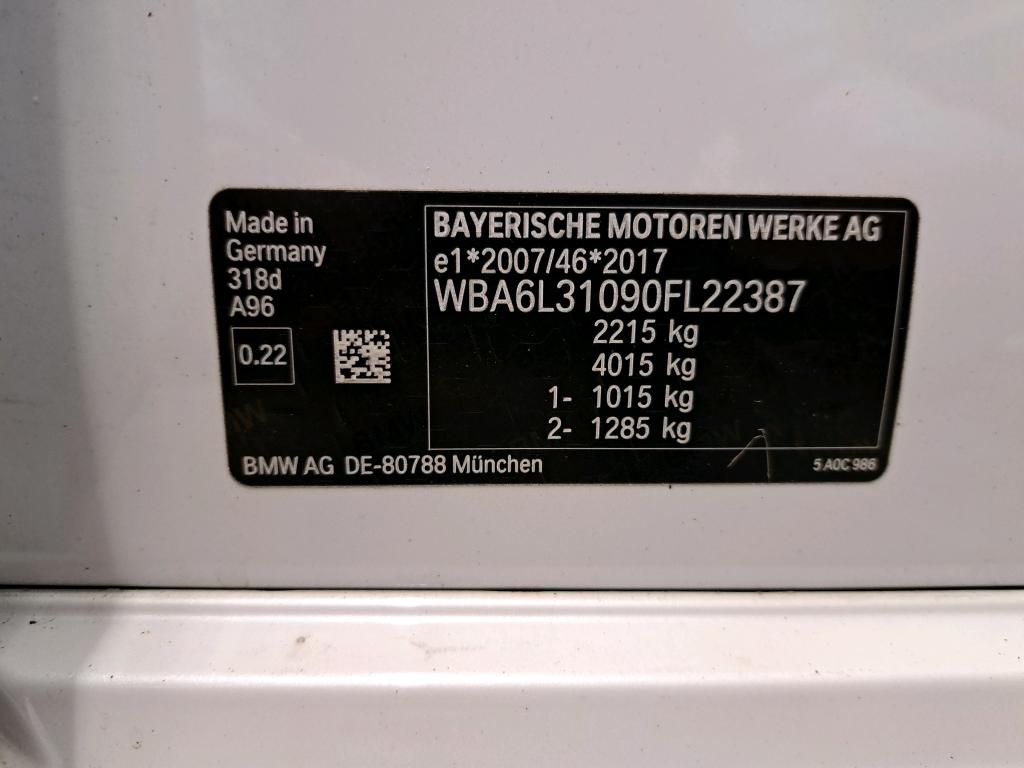 Made in
Germany
318d
A96
0.22
BAYERISCHE MOTOREN WERKE AG
e1*2007/46*2017
WBA6L31090FL22387
2215 kg
4015 kg
1- 1015 kg
2- 1285 kg
BMW AG DE-80788 München
5 A0C 986